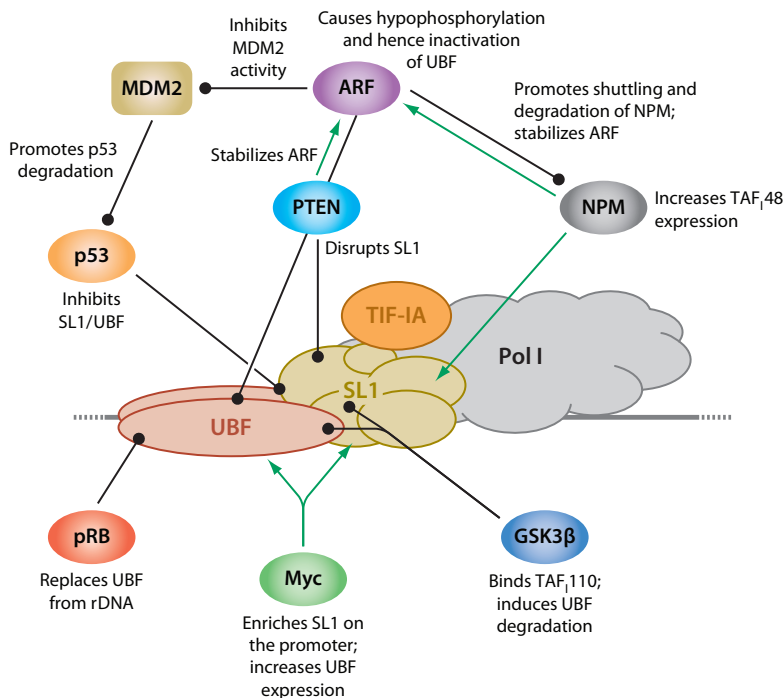 Inhibits
MDM2
activity
Causes hypophosphorylation
and hence inactivation
of UBF
MDM2
ARF
Promotes shuttling and
degradation of NPM;
stabilizes ARF
Promotes p53
degradation
Stabilizes ARF
PTEN
NPM
Increases TAFI48
expression
p53
Disrupts SL1
Inhibits
SL1/UBF
TIF-IA
Pol I
SL1
UBF
pRB
GSK3β
Replaces UBF
from rDNA
Myc
Binds TAFI110;
induces UBF
degradation
Enriches SL1 on
the promoter;
increases UBF
expression